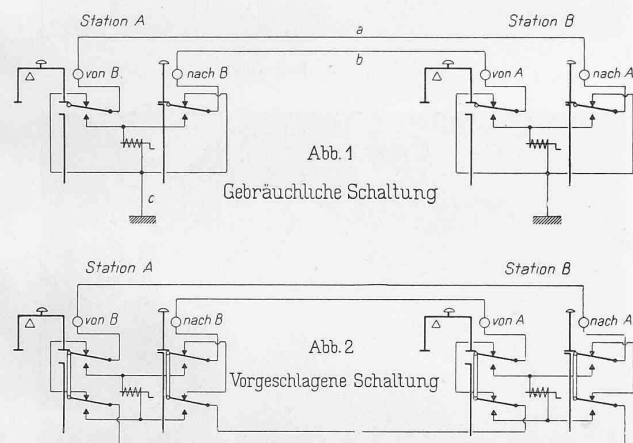 Station A Station B
a
b
von B. nach B von A nach A
Abb. 1
Gebräuchliche Schaltung
c
Station A Station B
von B nach B von A nach A
Abb. 2
Vorgeschlagene Schaltung